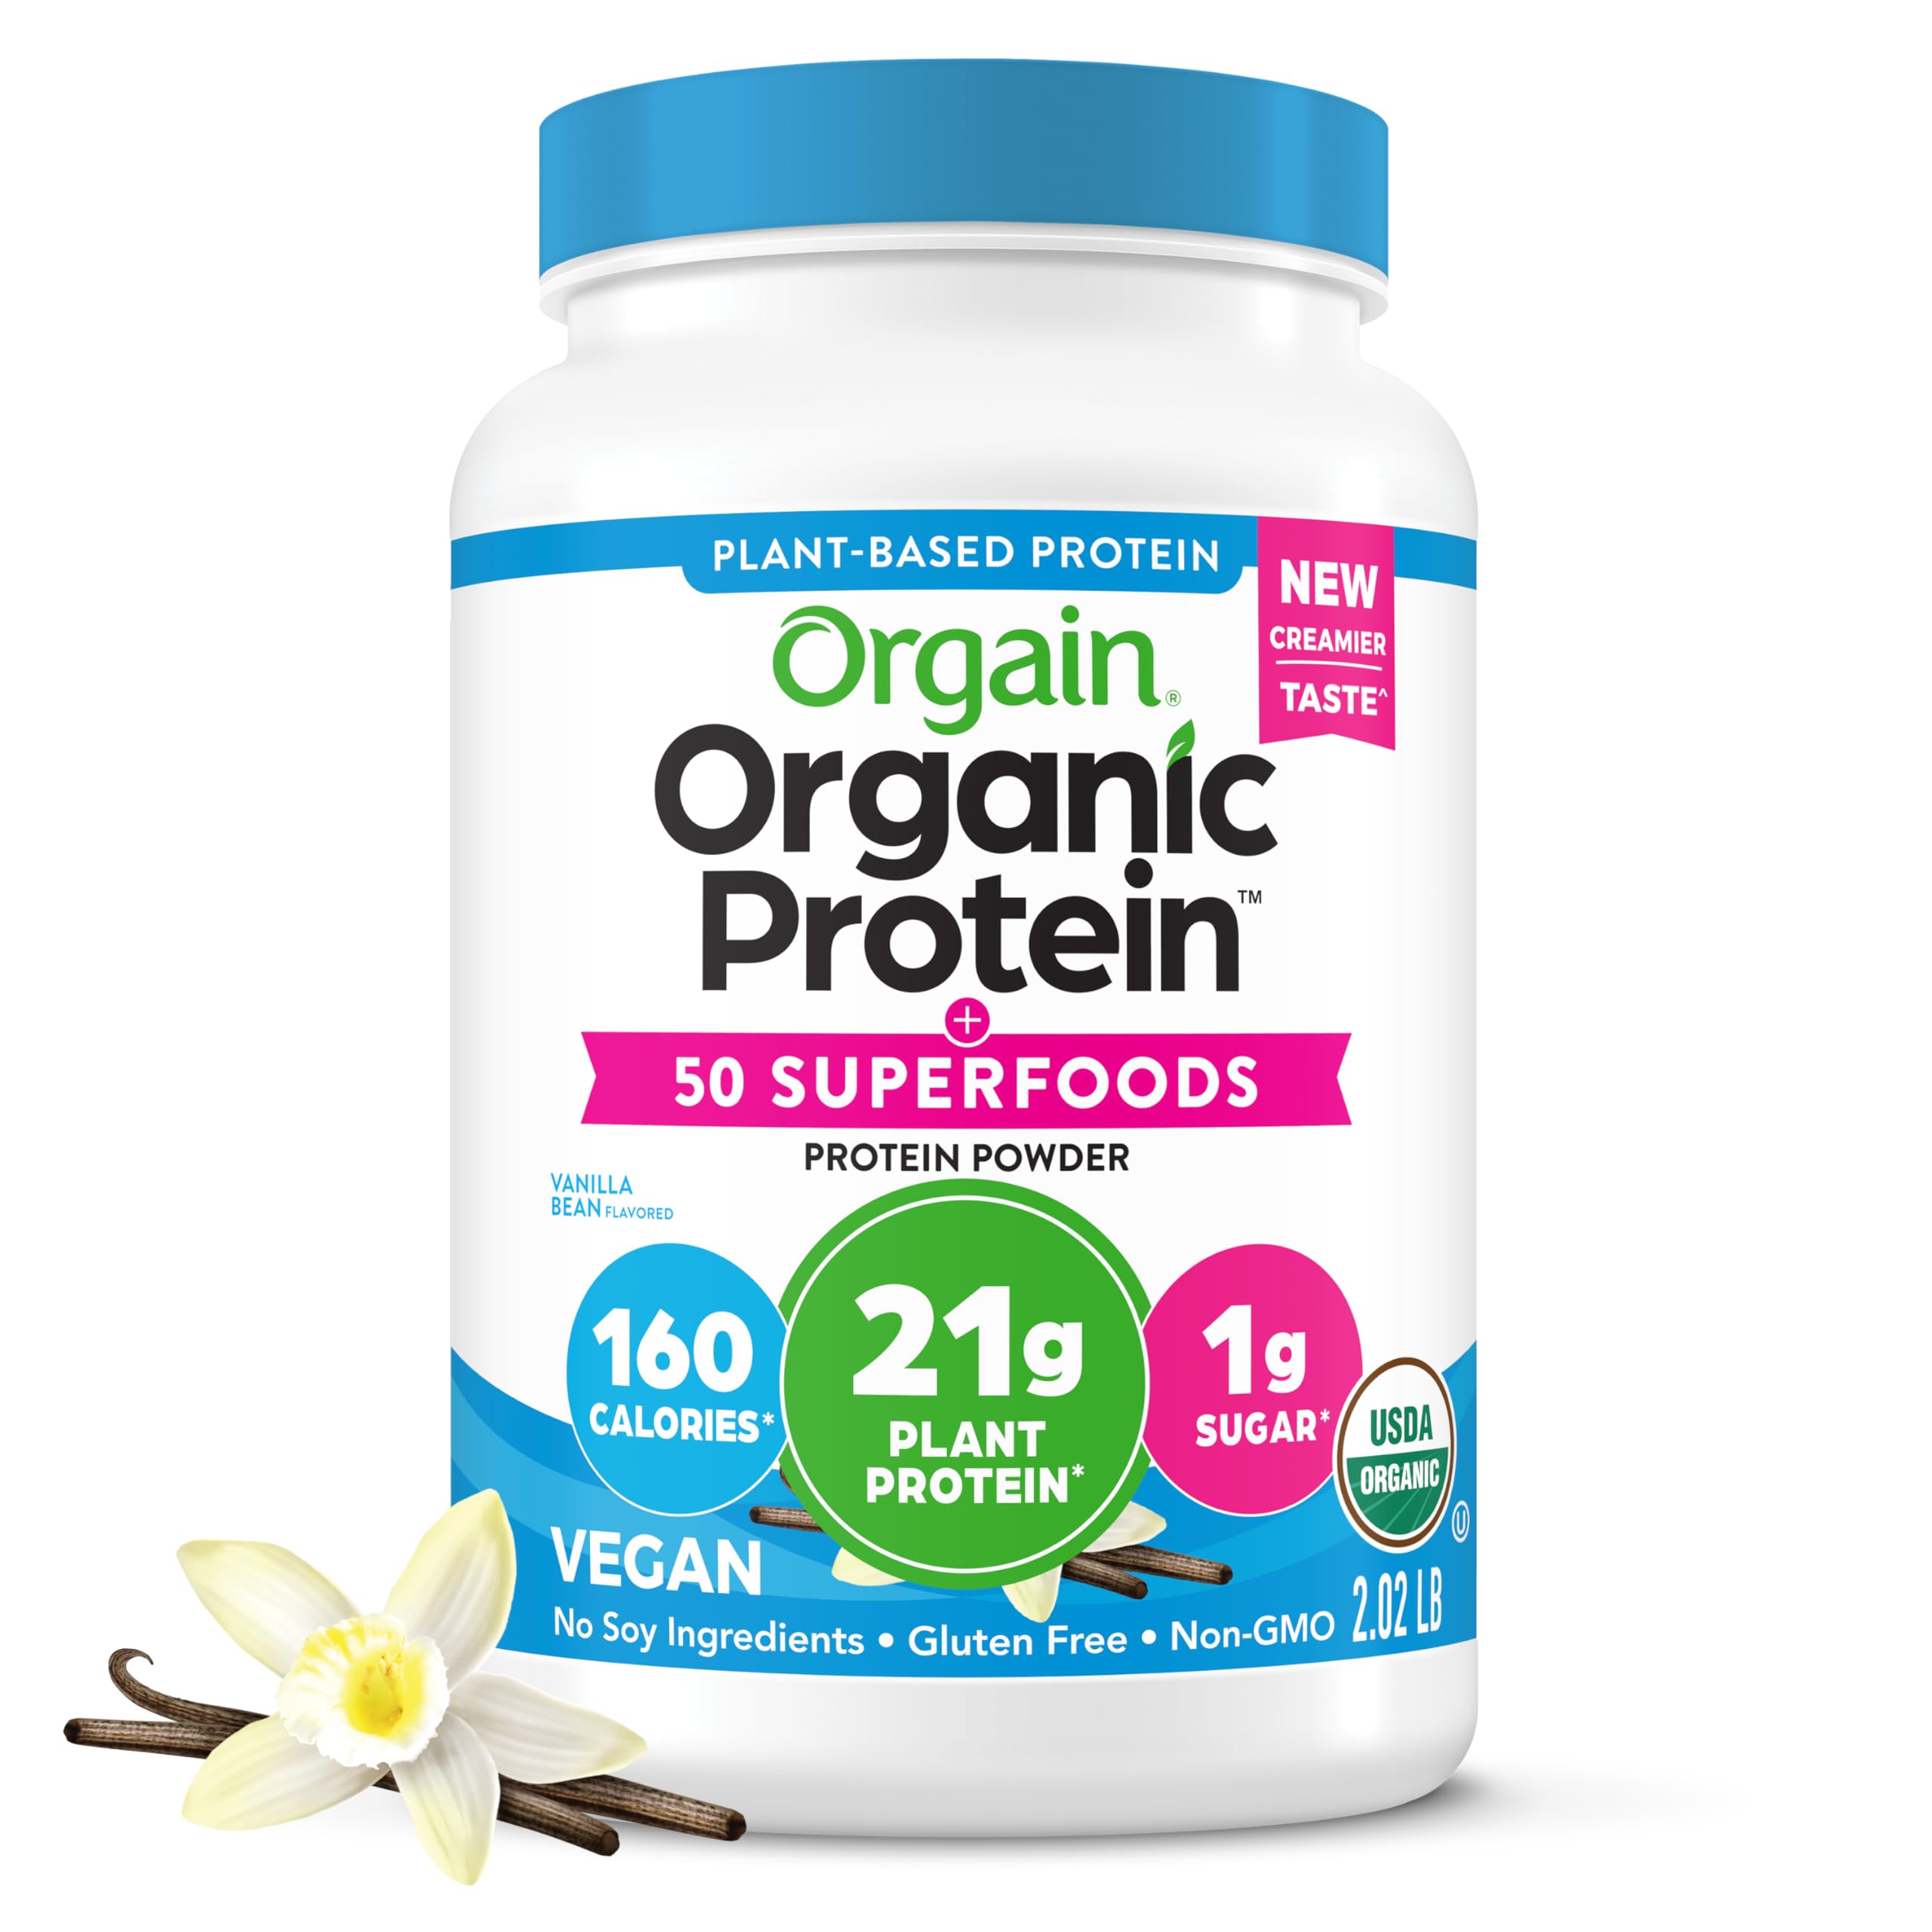 PLANT-BASED PROTEIN
NEW
CREAMIER
TASTE^
Orgain®
Organic
Protein™
+
50 SUPERFOODS
PROTEIN POWDER
VANILLA
BEAN FLAVORED
160
CALORIES*
21g
PLANT
PROTEIN*
1g
SUGAR*
USDA
ORGANIC
U
VEGAN
No Soy Ingredients • Gluten Free • Non-GMO
2.02 LB